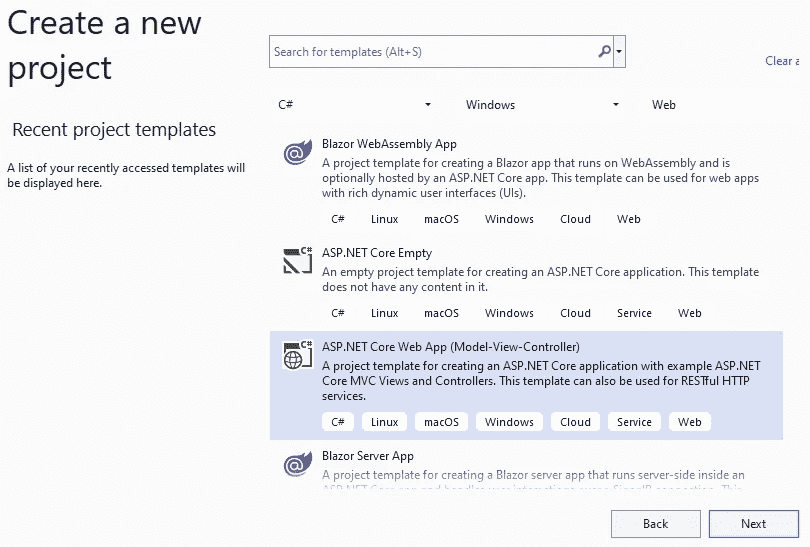 Create a new
project
Recent project templates
A list of your recently accessed templates will
be displayed here.
Search for templates (Alt+S)
Clear a
C# Windows Web
Blazor WebAssembly App
A project template for creating a Blazor app that runs on WebAssembly and is
optionally hosted by an ASP.NET Core app. This template can be used for web apps
with rich dynamic user interfaces (UIs).
C# Linux macOS Windows Cloud Web
C#
ASP.NET Core Empty
An empty project template for creating an ASP.NET Core application. This template
does not have any content in it.
C# Linux macOS Windows Cloud Service Web
C#
ASP.NET Core Web App (Model-View-Controller)
A project template for creating an ASP.NET Core application with example ASP.NET
Core MVC Views and Controllers. This template can also be used for RESTful HTTP
services.
C# Linux macOS Windows Cloud Service Web
Blazor Server App
A project template for creating a Blazor server app that runs server-side inside an
Back Next